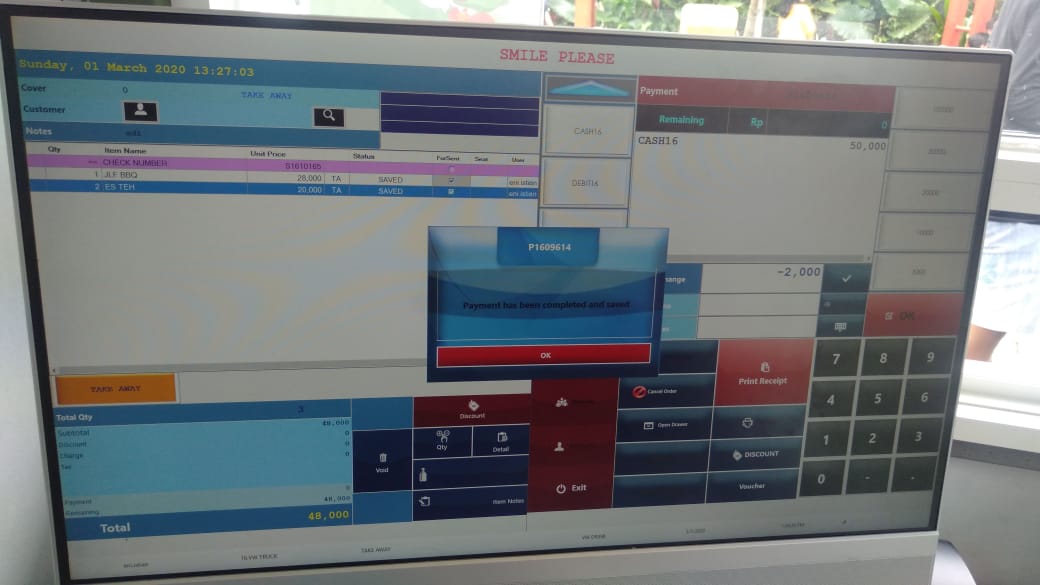 SMILE PLEASE
Sunday, 01 March 2020 13:27:03
Cover 0 TAKE AWAY
Customer
Notes
Qty Item Name Unit Price Status ForSent Seat User
CHECK NUMBER S1610165
1 JLF BBQ 28,000 TA SAVED
2 ES TEH 20,000 TA SAVED
CASH16
DEBIT16
Payment
Remaining Rp 0
CASH16 50,000
P1609614
Payment has been completed and saved.
OK
-2,000
OK
TAKE AWAY
Total Qty 3
Subtotal 48,000
Discount 0
Charge 0
Tax
0
Payment 48,000
Remaining
Total 48,000
Void
Discount
Qty
Detail
Item Notes
Exit
Cancel Order
Open Drawer
Print Receipt
DISCOUNT
Voucher
7 8 9
4 5 6
1 2 3
0 - .
TAKE AWAY